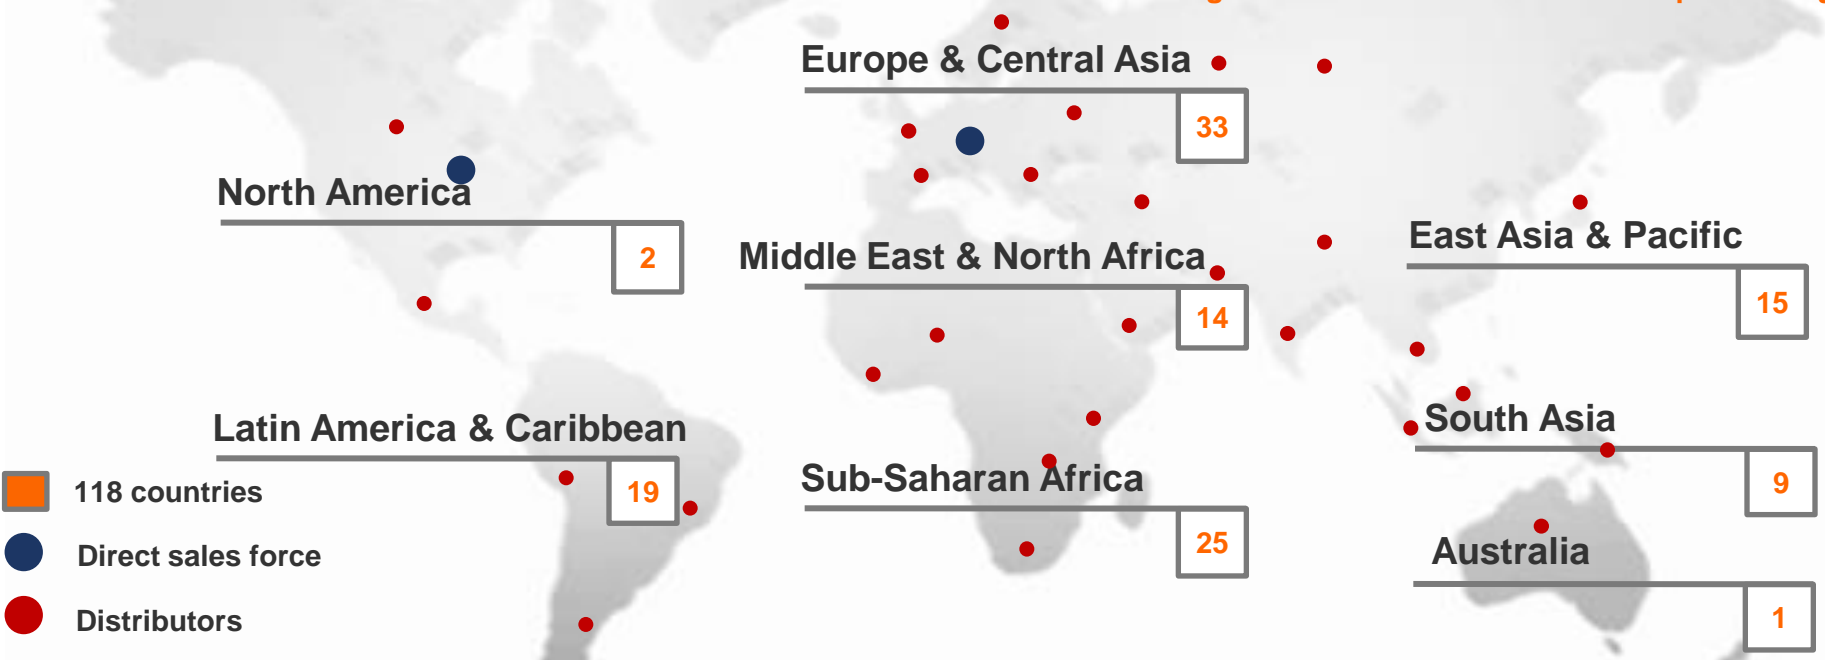 Europe & Central Asia
33
North America
2
Middle East & North Africa
14
East Asia & Pacific
15
Latin America & Caribbean
19
South Asia
9
Sub-Saharan Africa
25
Australia
1
118 countries
Direct sales force
Distributors